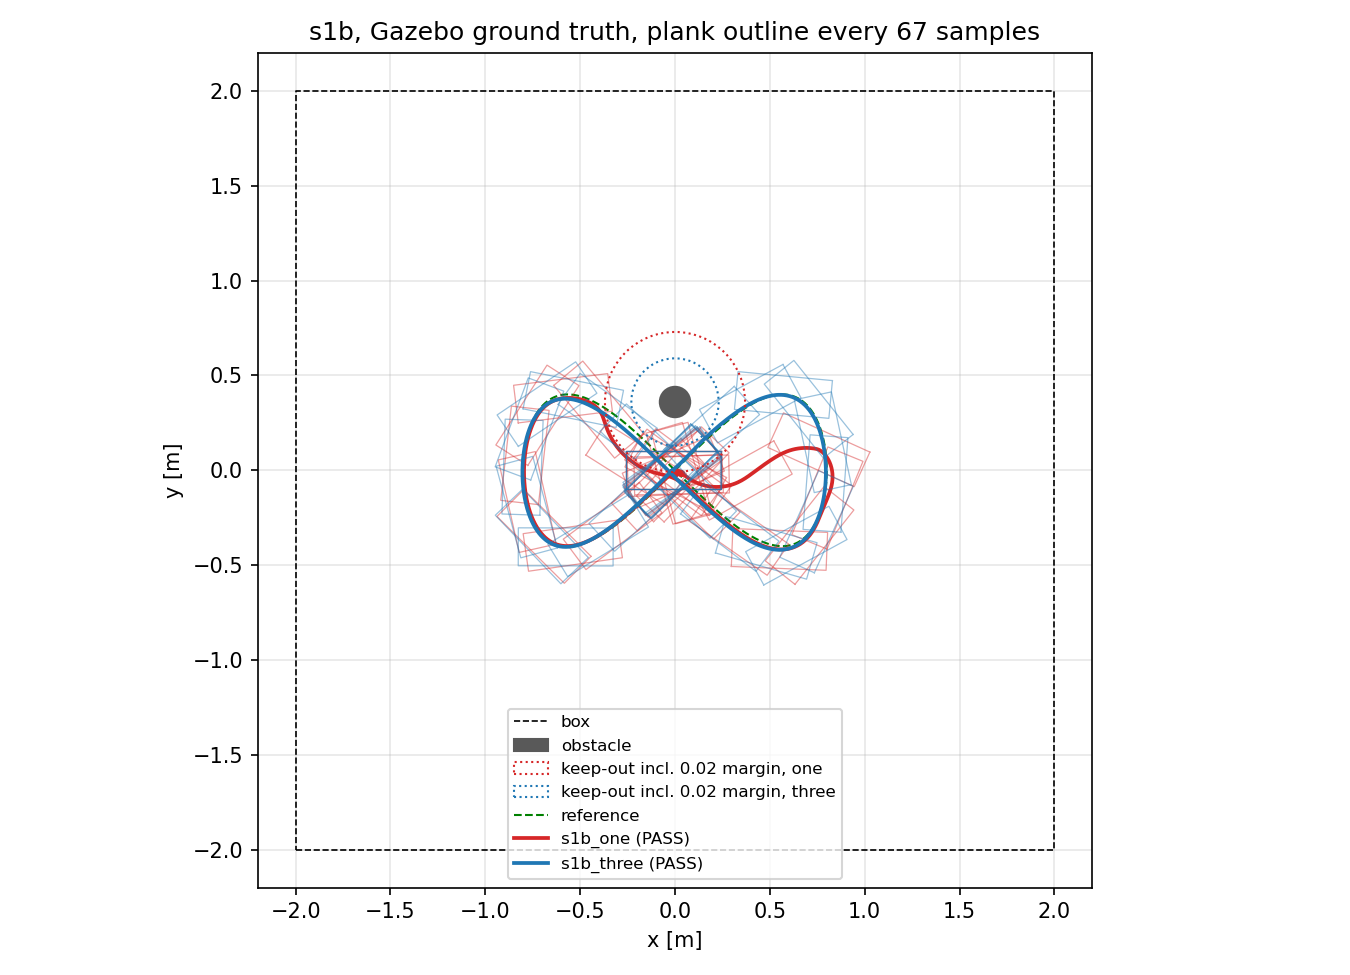 s1b, Gazebo ground truth, plank outline every 67 samples
y [m]
2.0
1.5
1.0
0.5
0.0
−0.5
−1.0
−1.5
−2.0
box
obstacle
keep-out incl. 0.02 margin, one
keep-out incl. 0.02 margin, three
reference
s1b_one (PASS)
s1b_three (PASS)
−2.0 −1.5 −1.0 −0.5 0.0 0.5 1.0 1.5 2.0
x [m]